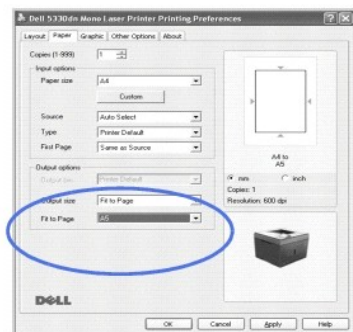 Dell 5330dn Mono Laser Printer Printing Preferences
Layout Paper Graphic Other Options About
Copies (1-999) 1
Input options
Paper size A4
Custom
Source Auto Select
Type Printer Default
First Page Same as Source
Output options
Printer Default
Output size Fit to Page
Fit to Page A5
A4 to
A5
mm inch
Copies: 1
Resolution: 600 dpi
DELL
OK Cancel Apply Help